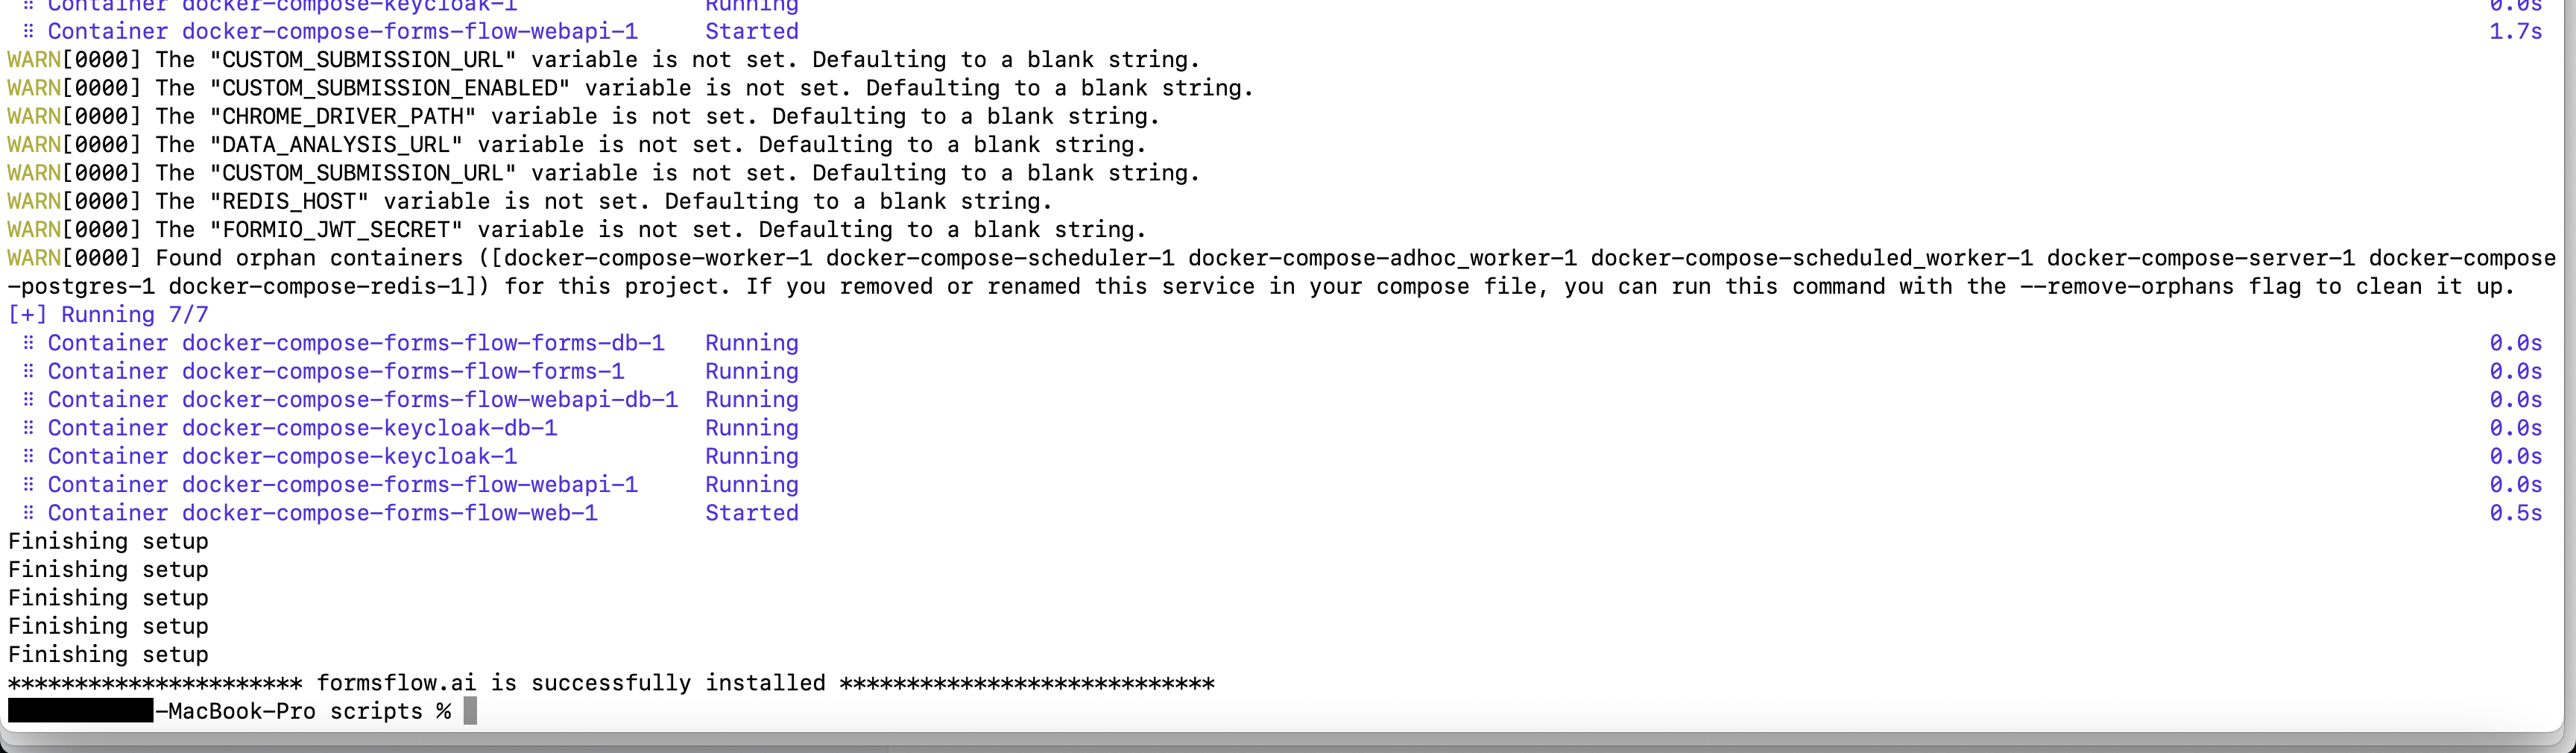 ⠿ Container docker-compose-keycloak-1 Running 0.0s
⠿ Container docker-compose-forms-flow-webapi-1 Started 1.7s
WARN[0000] The "CUSTOM_SUBMISSION_URL" variable is not set. Defaulting to a blank string.
WARN[0000] The "CUSTOM_SUBMISSION_ENABLED" variable is not set. Defaulting to a blank string.
WARN[0000] The "CHROME_DRIVER_PATH" variable is not set. Defaulting to a blank string.
WARN[0000] The "DATA_ANALYSIS_URL" variable is not set. Defaulting to a blank string.
WARN[0000] The "CUSTOM_SUBMISSION_URL" variable is not set. Defaulting to a blank string.
WARN[0000] The "REDIS_HOST" variable is not set. Defaulting to a blank string.
WARN[0000] The "FORMIO_JWT_SECRET" variable is not set. Defaulting to a blank string.
WARN[0000] Found orphan containers ([docker-compose-worker-1 docker-compose-scheduler-1 docker-compose-adhoc_worker-1 docker-compose-scheduled_worker-1 docker-compose-server-1 docker-compose
-postgres-1 docker-compose-redis-1]) for this project. If you removed or renamed this service in your compose file, you can run this command with the --remove-orphans flag to clean it up.
[+] Running 7/7
⠿ Container docker-compose-forms-flow-forms-db-1 Running 0.0s
⠿ Container docker-compose-forms-flow-forms-1 Running 0.0s
⠿ Container docker-compose-forms-flow-webapi-db-1 Running 0.0s
⠿ Container docker-compose-keycloak-db-1 Running 0.0s
⠿ Container docker-compose-keycloak-1 Running 0.0s
⠿ Container docker-compose-forms-flow-webapi-1 Running 0.0s
⠿ Container docker-compose-forms-flow-web-1 Started 0.5s
Finishing setup
Finishing setup
Finishing setup
Finishing setup
Finishing setup
********************** formsflow.ai is successfully installed ****************************
-MacBook-Pro scripts %